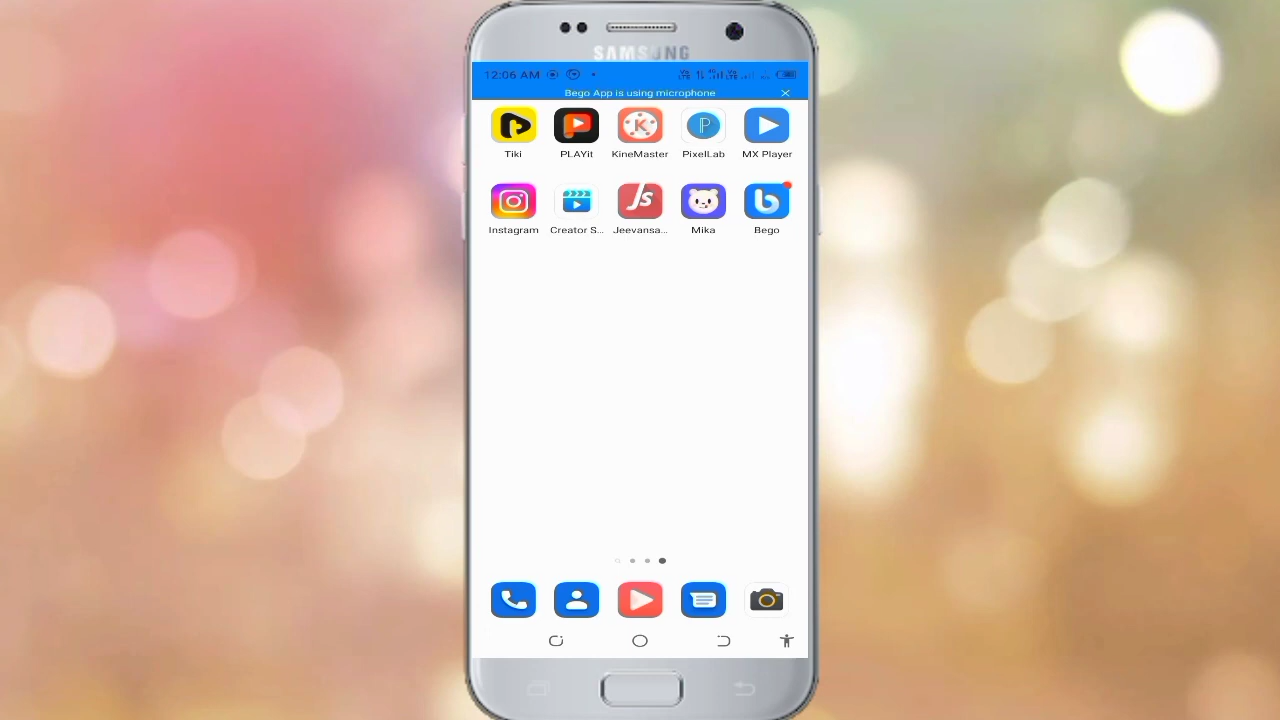 SAMSUNG
12:06 AM
Bego App is using microphone
Tiki PLAYit KineMaster PixelLab MX Player
Instagram Creator S... Jeevansa... Mika Bego